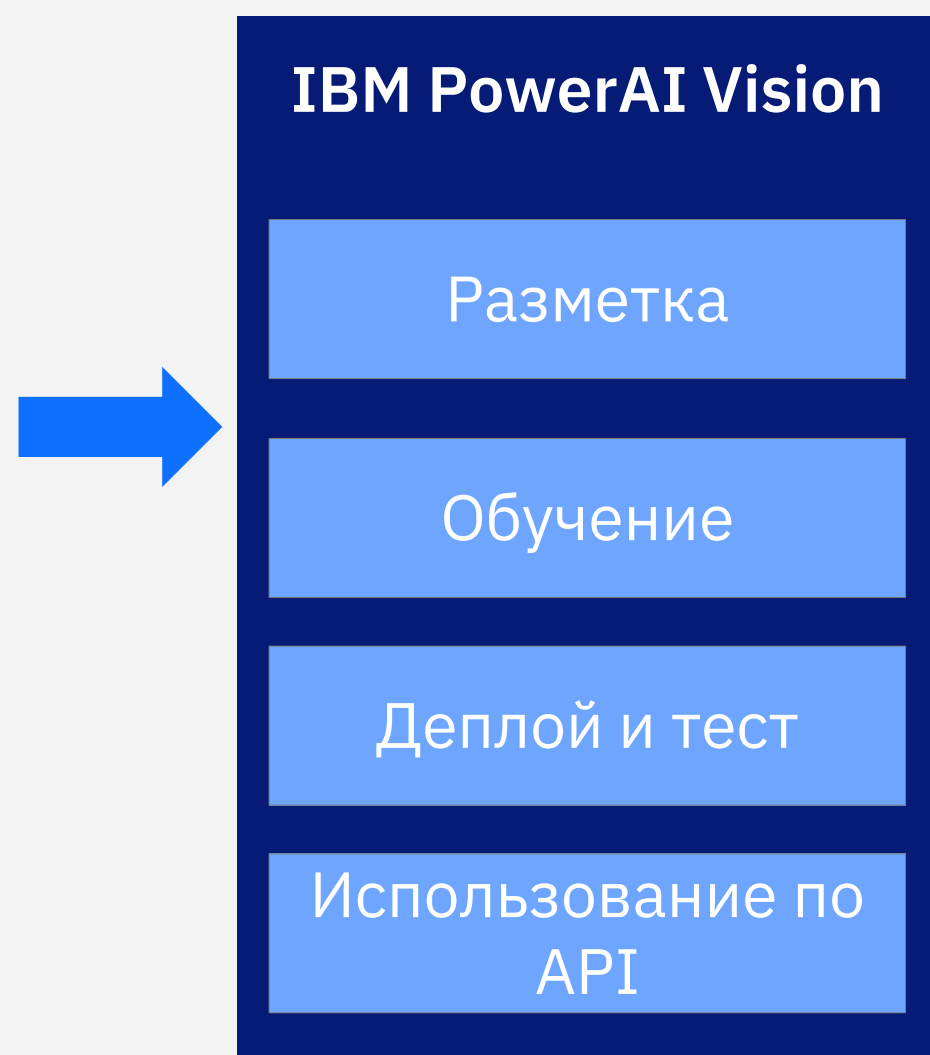 IBM PowerAI Vision
Разметка
Обучение
Деплой и тест
Использование по
API